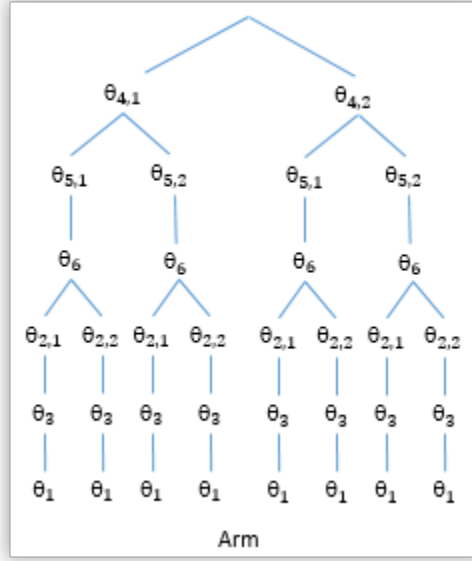 θ4,1 θ4,2
θ5,1 θ5,2 θ5,1 θ5,2
θ6 θ6 θ6 θ6
θ2,1 θ2,2 θ2,1 θ2,2 θ2,1 θ2,2 θ2,1 θ2,2
θ3 θ3 θ3 θ3 θ3 θ3 θ3 θ3
θ1 θ1 θ1 θ1 θ1 θ1 θ1 θ1
Arm